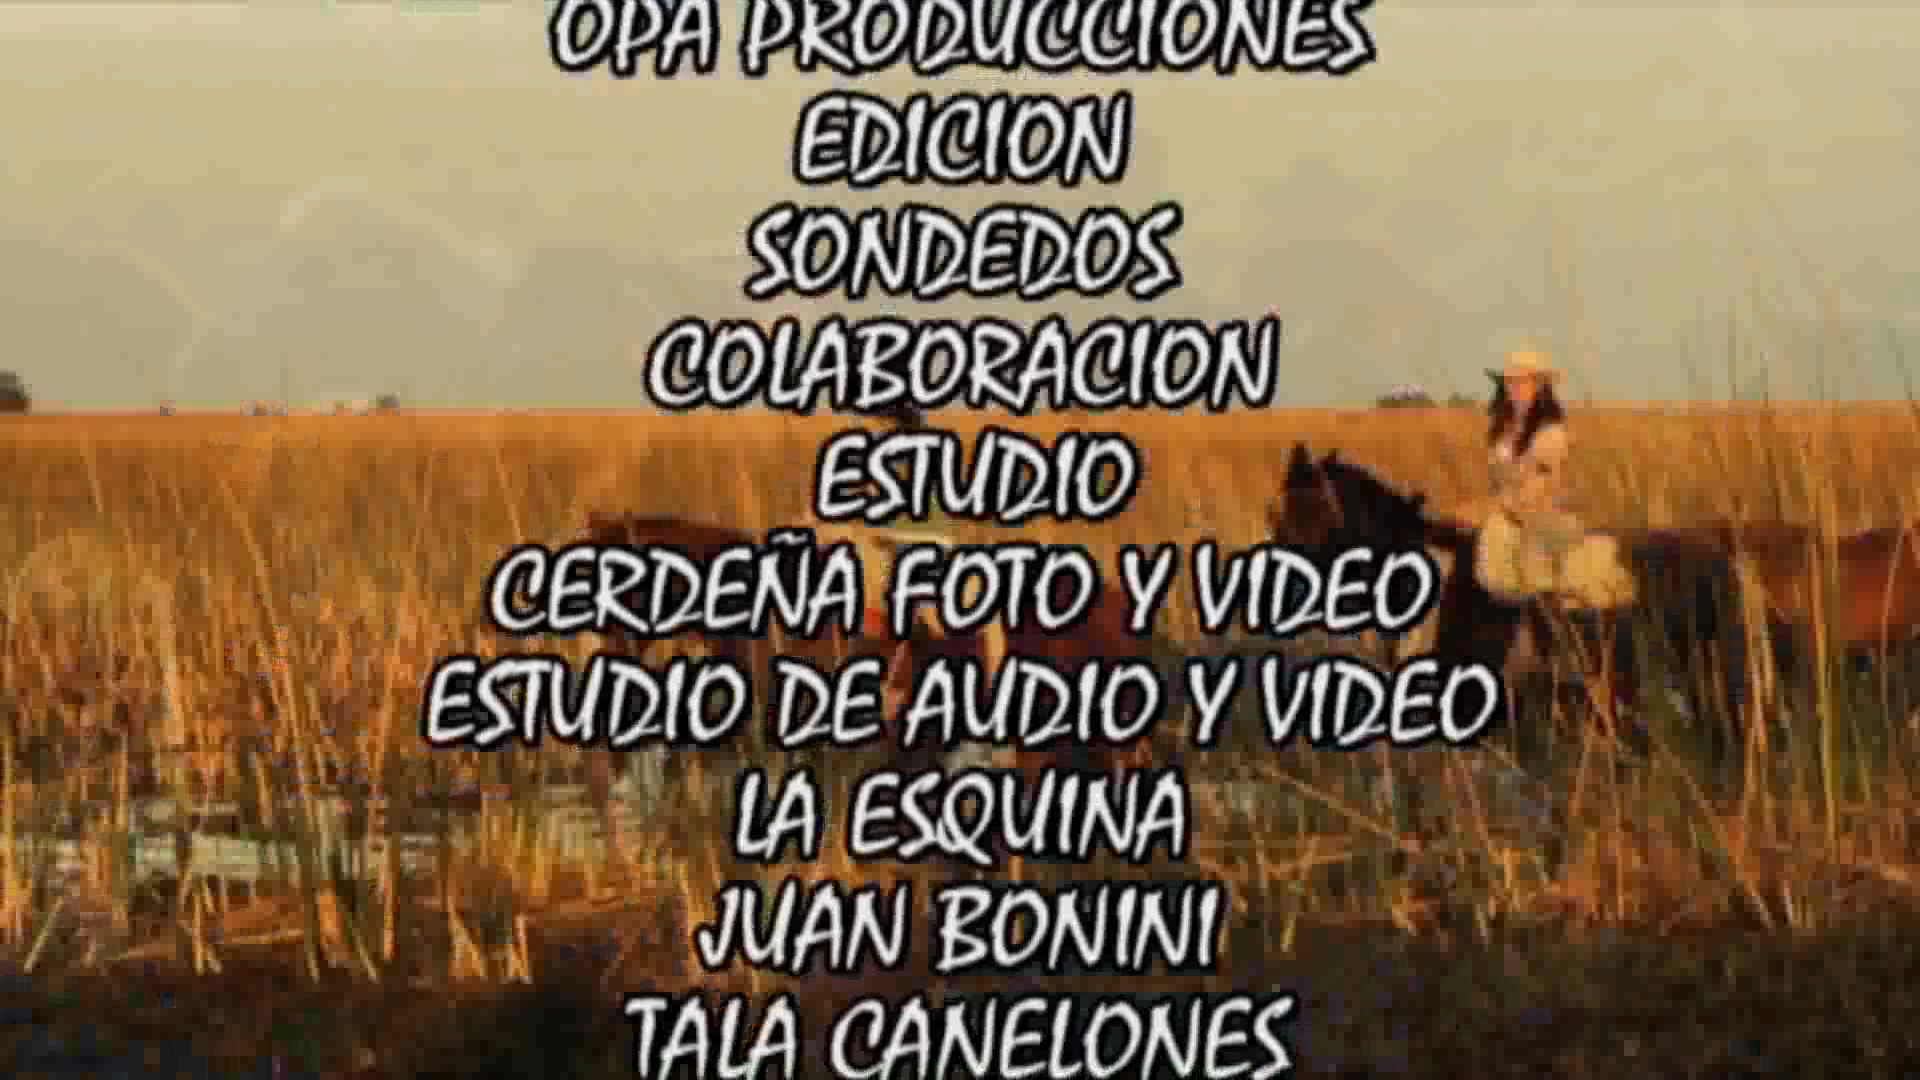 OPA PRODUCCIONES
EDICION
SONDEDOS
COLABORACION
ESTUDIO
CERDEÑA FOTO Y VIDEO
ESTUDIO DE AUDIO Y VIDEO
LA ESQUINA
JUAN BONINI
TALA CANELONES